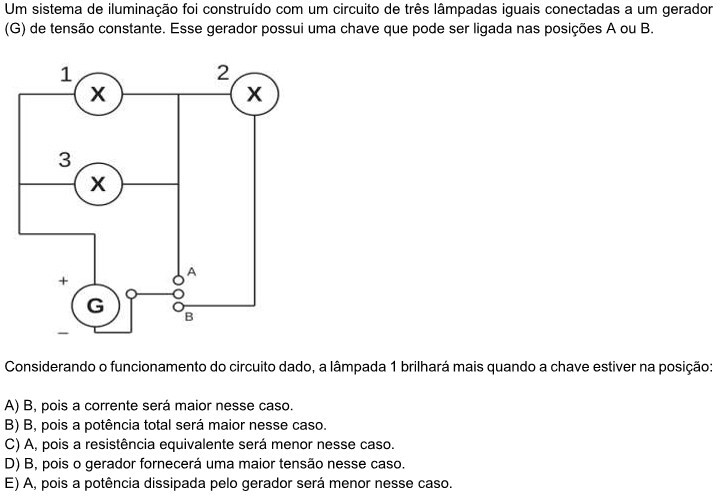 Um sistema de iluminação foi construído com um circuito de três lâmpadas iguais conectadas a um gerador
(G) de tensão constante. Esse gerador possui uma chave que pode ser ligada nas posições A ou B.
1
2
X
X
3
X
A
+
G
B
–
Considerando o funcionamento do circuito dado, a lâmpada 1 brilhará mais quando a chave estiver na posição:
A) B, pois a corrente será maior nesse caso.
B) B, pois a potência total será maior nesse caso.
C) A, pois a resistência equivalente será menor nesse caso.
D) B, pois o gerador fornecerá uma maior tensão nesse caso.
E) A, pois a potência dissipada pelo gerador será menor nesse caso.